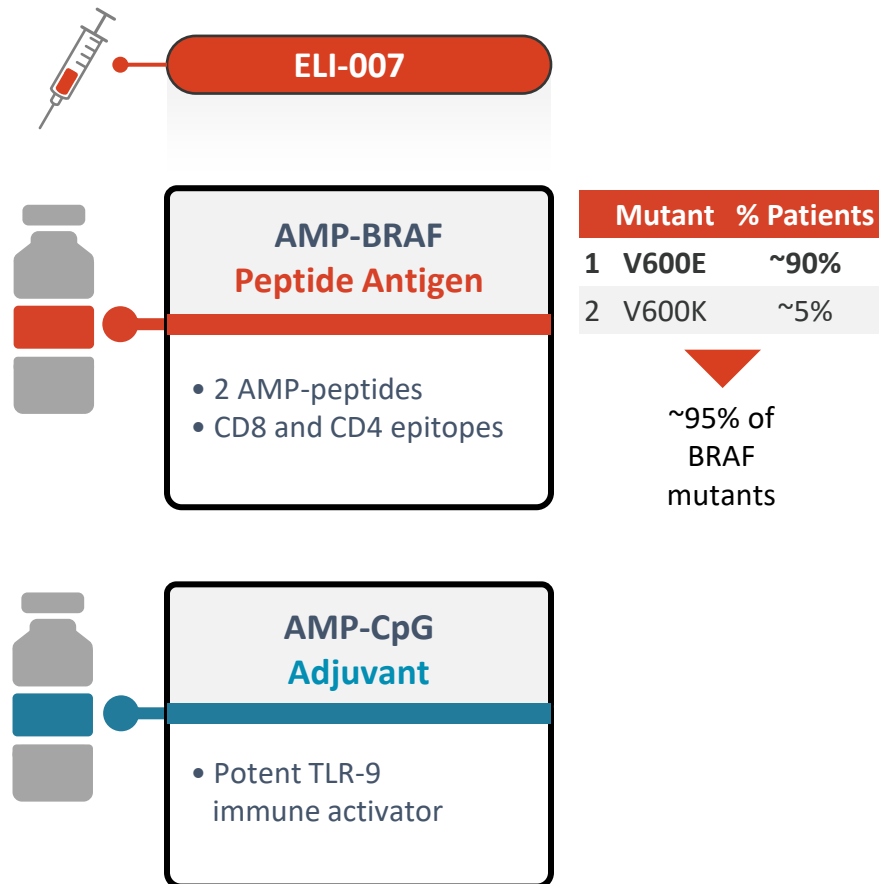 ELI-007
AMP-BRAF
Peptide Antigen
• 2 AMP-peptides
• CD8 and CD4 epitopes
Mutant % Patients
1 V600E ~90%
2 V600K ~5%
~95% of
BRAF
mutants
AMP-CpG
Adjuvant
• Potent TLR-9
immune activator